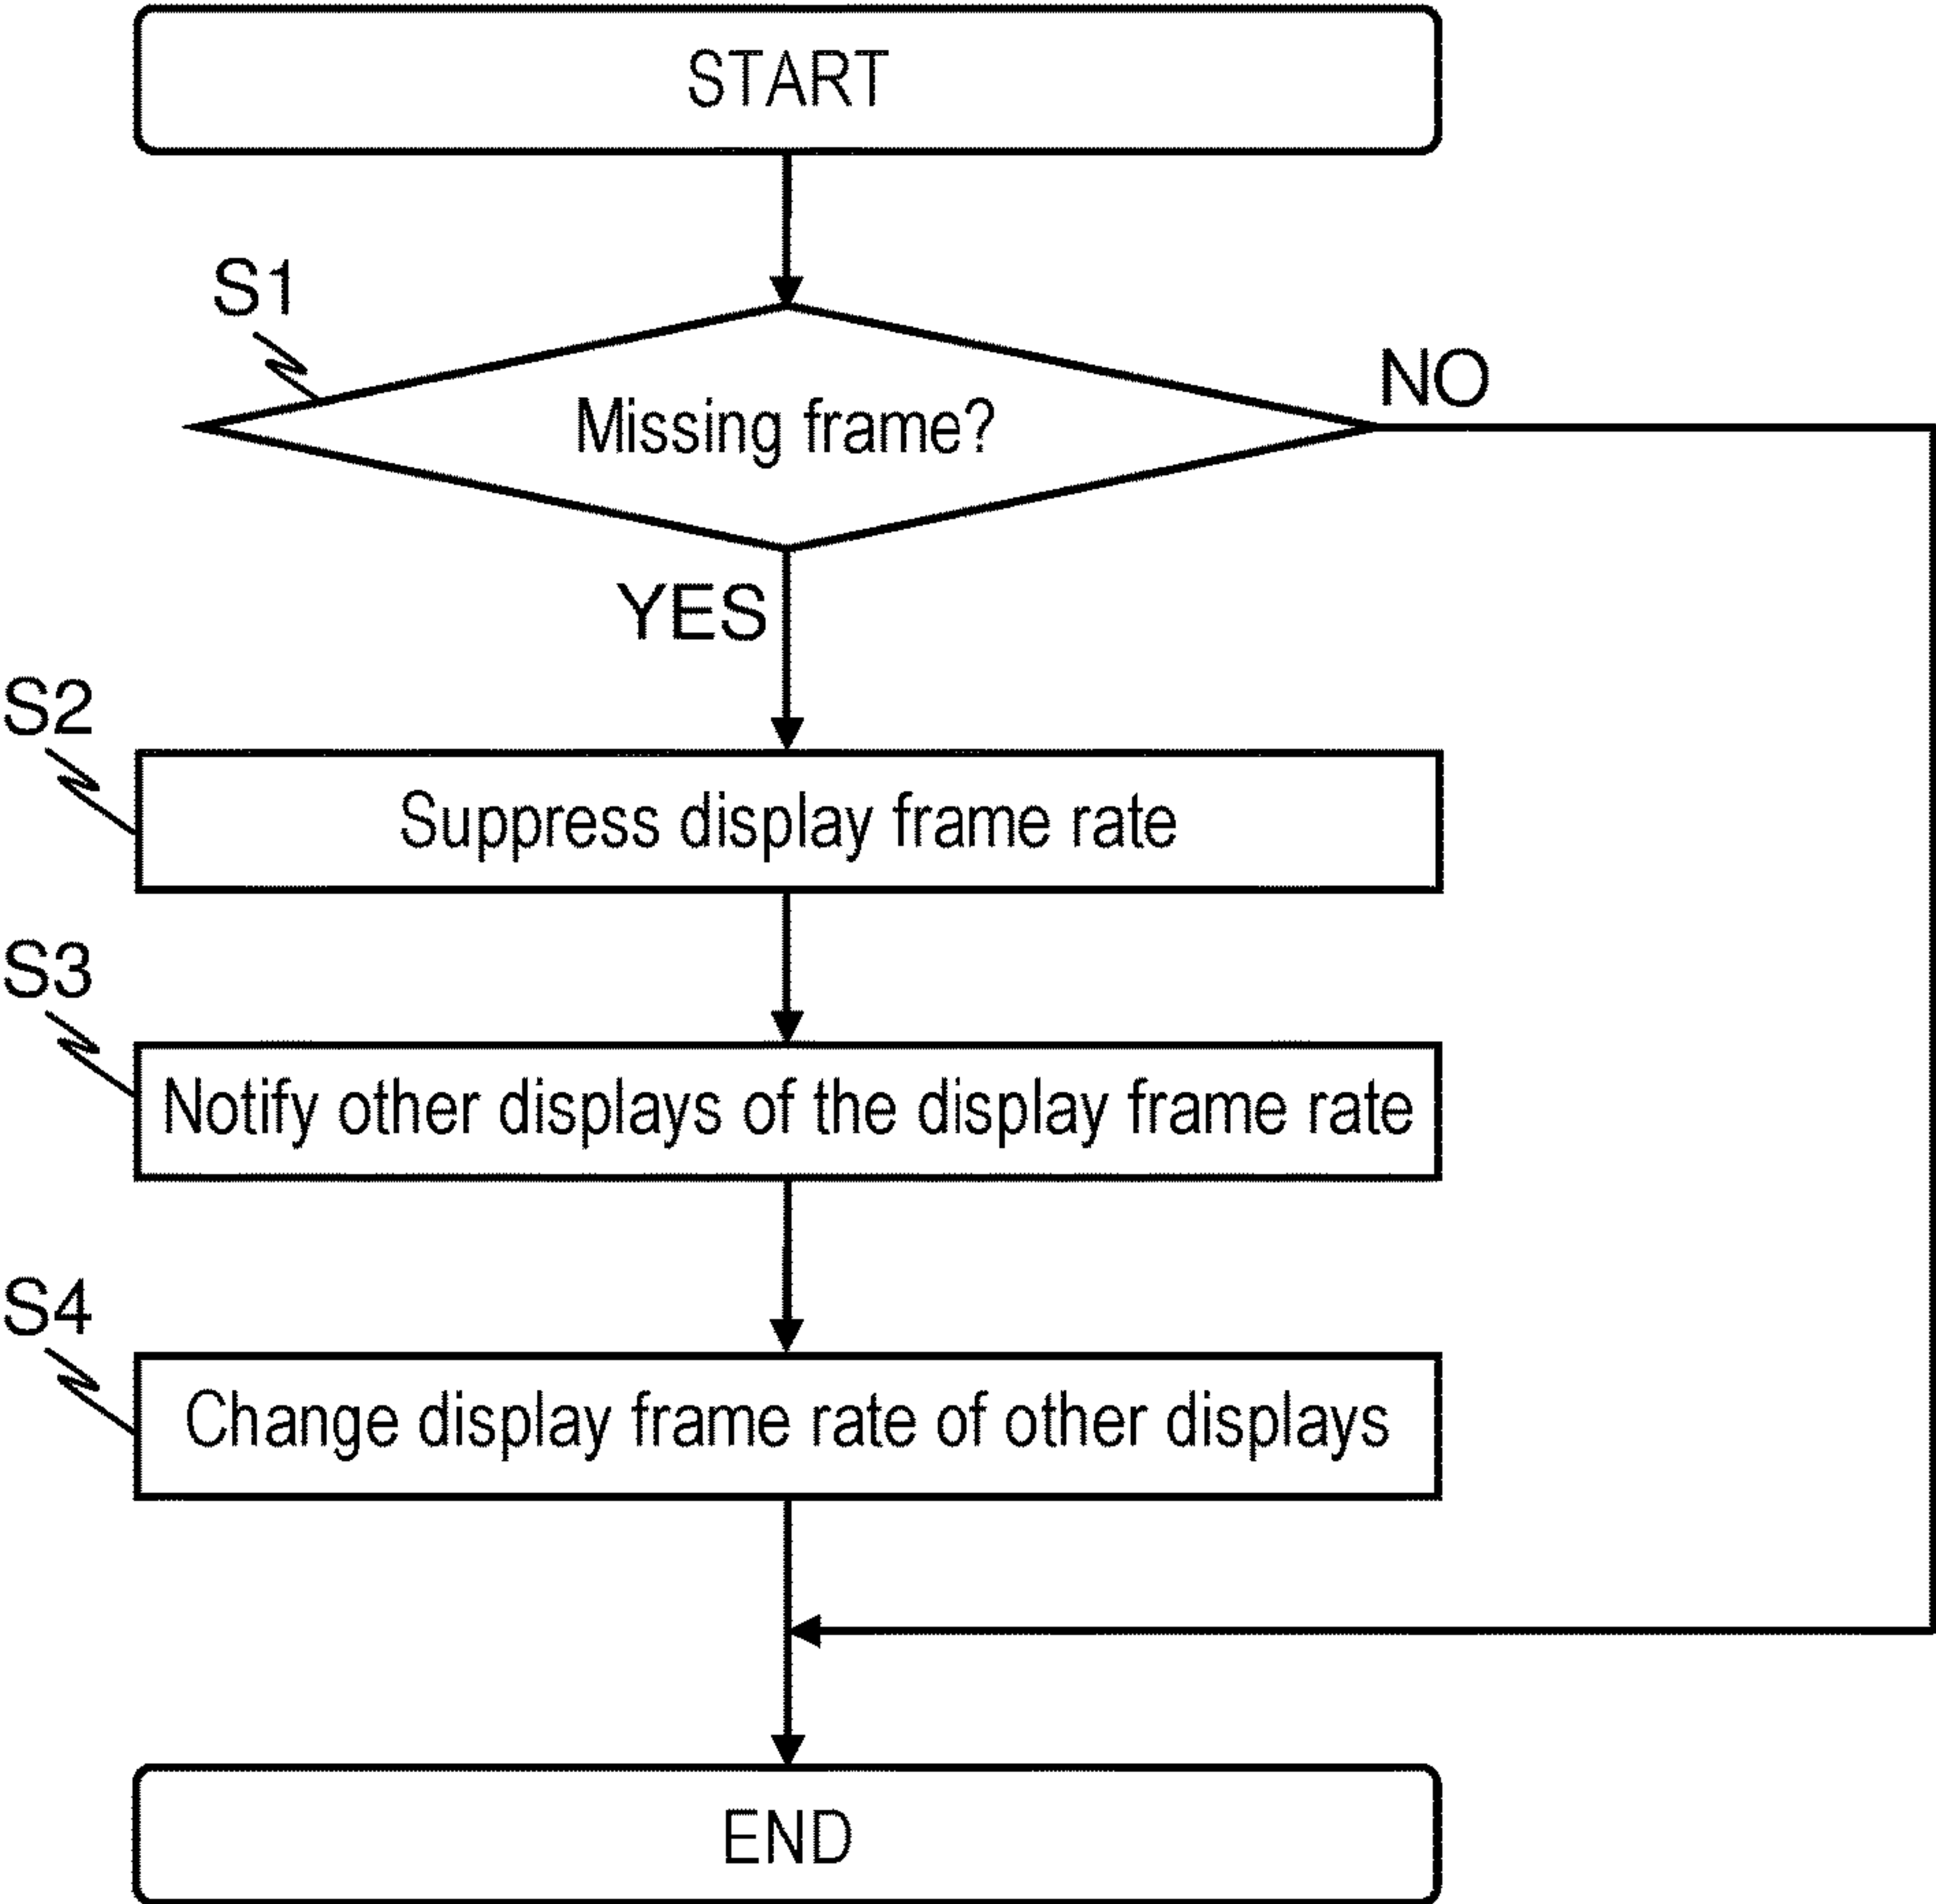 START
S1
NO
Missing frame?
YES
S2
Suppress display frame rate
S3
Notify other displays of the display frame rate
S4
Change display frame rate of other displays
END